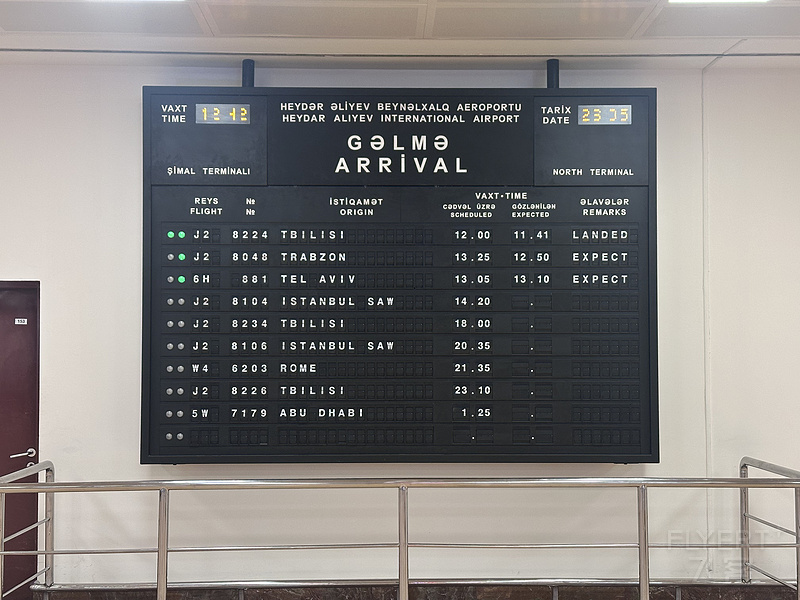 VAXT
TIME
12 42
HEYDƏR ƏLİYEV BEYNƏLXALQ AEROPORTU
HEYDAR ALIYEV INTERNATIONAL AIRPORT
TARİX
DATE
GƏLMƏ
ARRİVAL
ŞİMAL TERMİNALI
NORTH TERMINAL
REYS № İSTİQAMƏT VAXT·TIME ƏLAVƏLƏR
FLIGHT № ORIGIN CƏDVƏL ÜZRƏ GÖZLƏNİLƏN REMARKS
SCHEDULED EXPECTED
J2 8224 TBILISI 12.00 11.41 LANDED
J2 8048 TRABZON 13.25 12.50 EXPECT
6H 881 TEL AVIV 13.05 13.10 EXPECT
J2 8104 ISTANBUL SAW 14.20 .
J2 8234 TBILISI 18.00 .
J2 8106 ISTANBUL SAW 20.35 .
W4 6203 ROME 21.35 .
J2 8226 TBILISI 23.10 .
5W 7179 ABU DHABI 1.25 .
. .
FLYERT